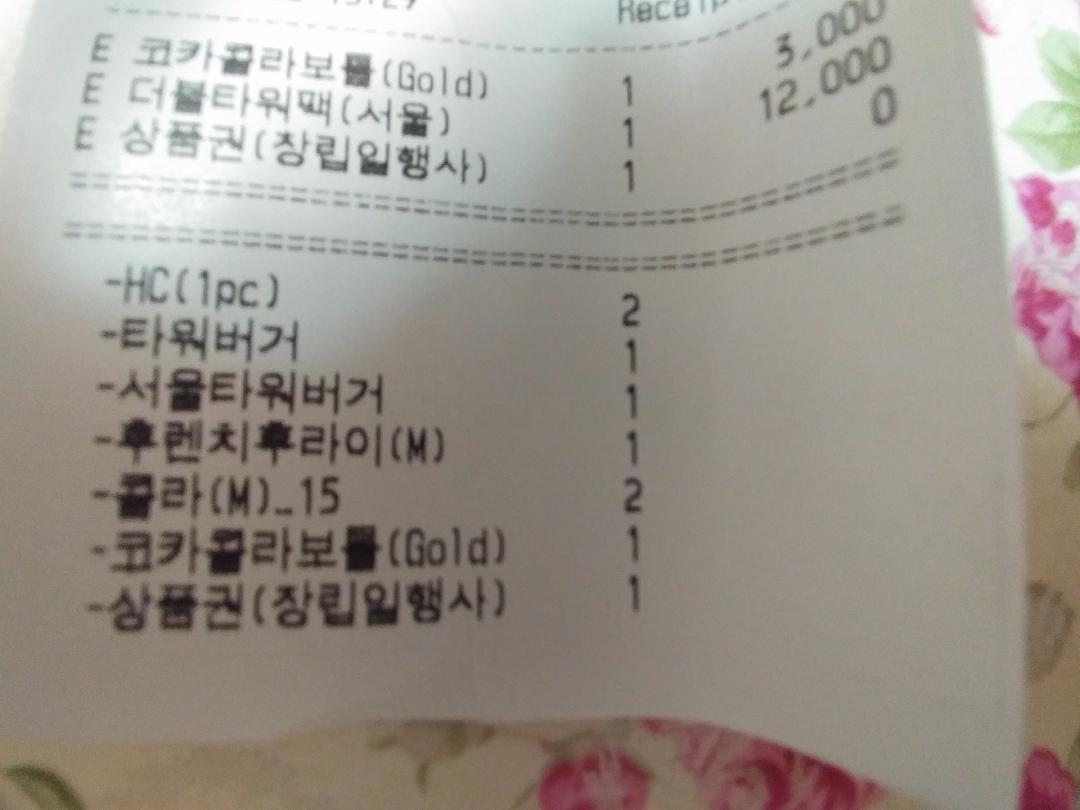 E 코카콜라보틀(Gold) 1 3,000
E 더블타워팩(서울) 1 12,000
E 상품권(창립일행사) 1 0
-HC(1pc) 2
-타워버거 1
-서울타워버거 1
-후렌치후라이(M) 1
-콜라(M)_15 2
-코카콜라보틀(Gold) 1
-상품권(창립일행사) 1